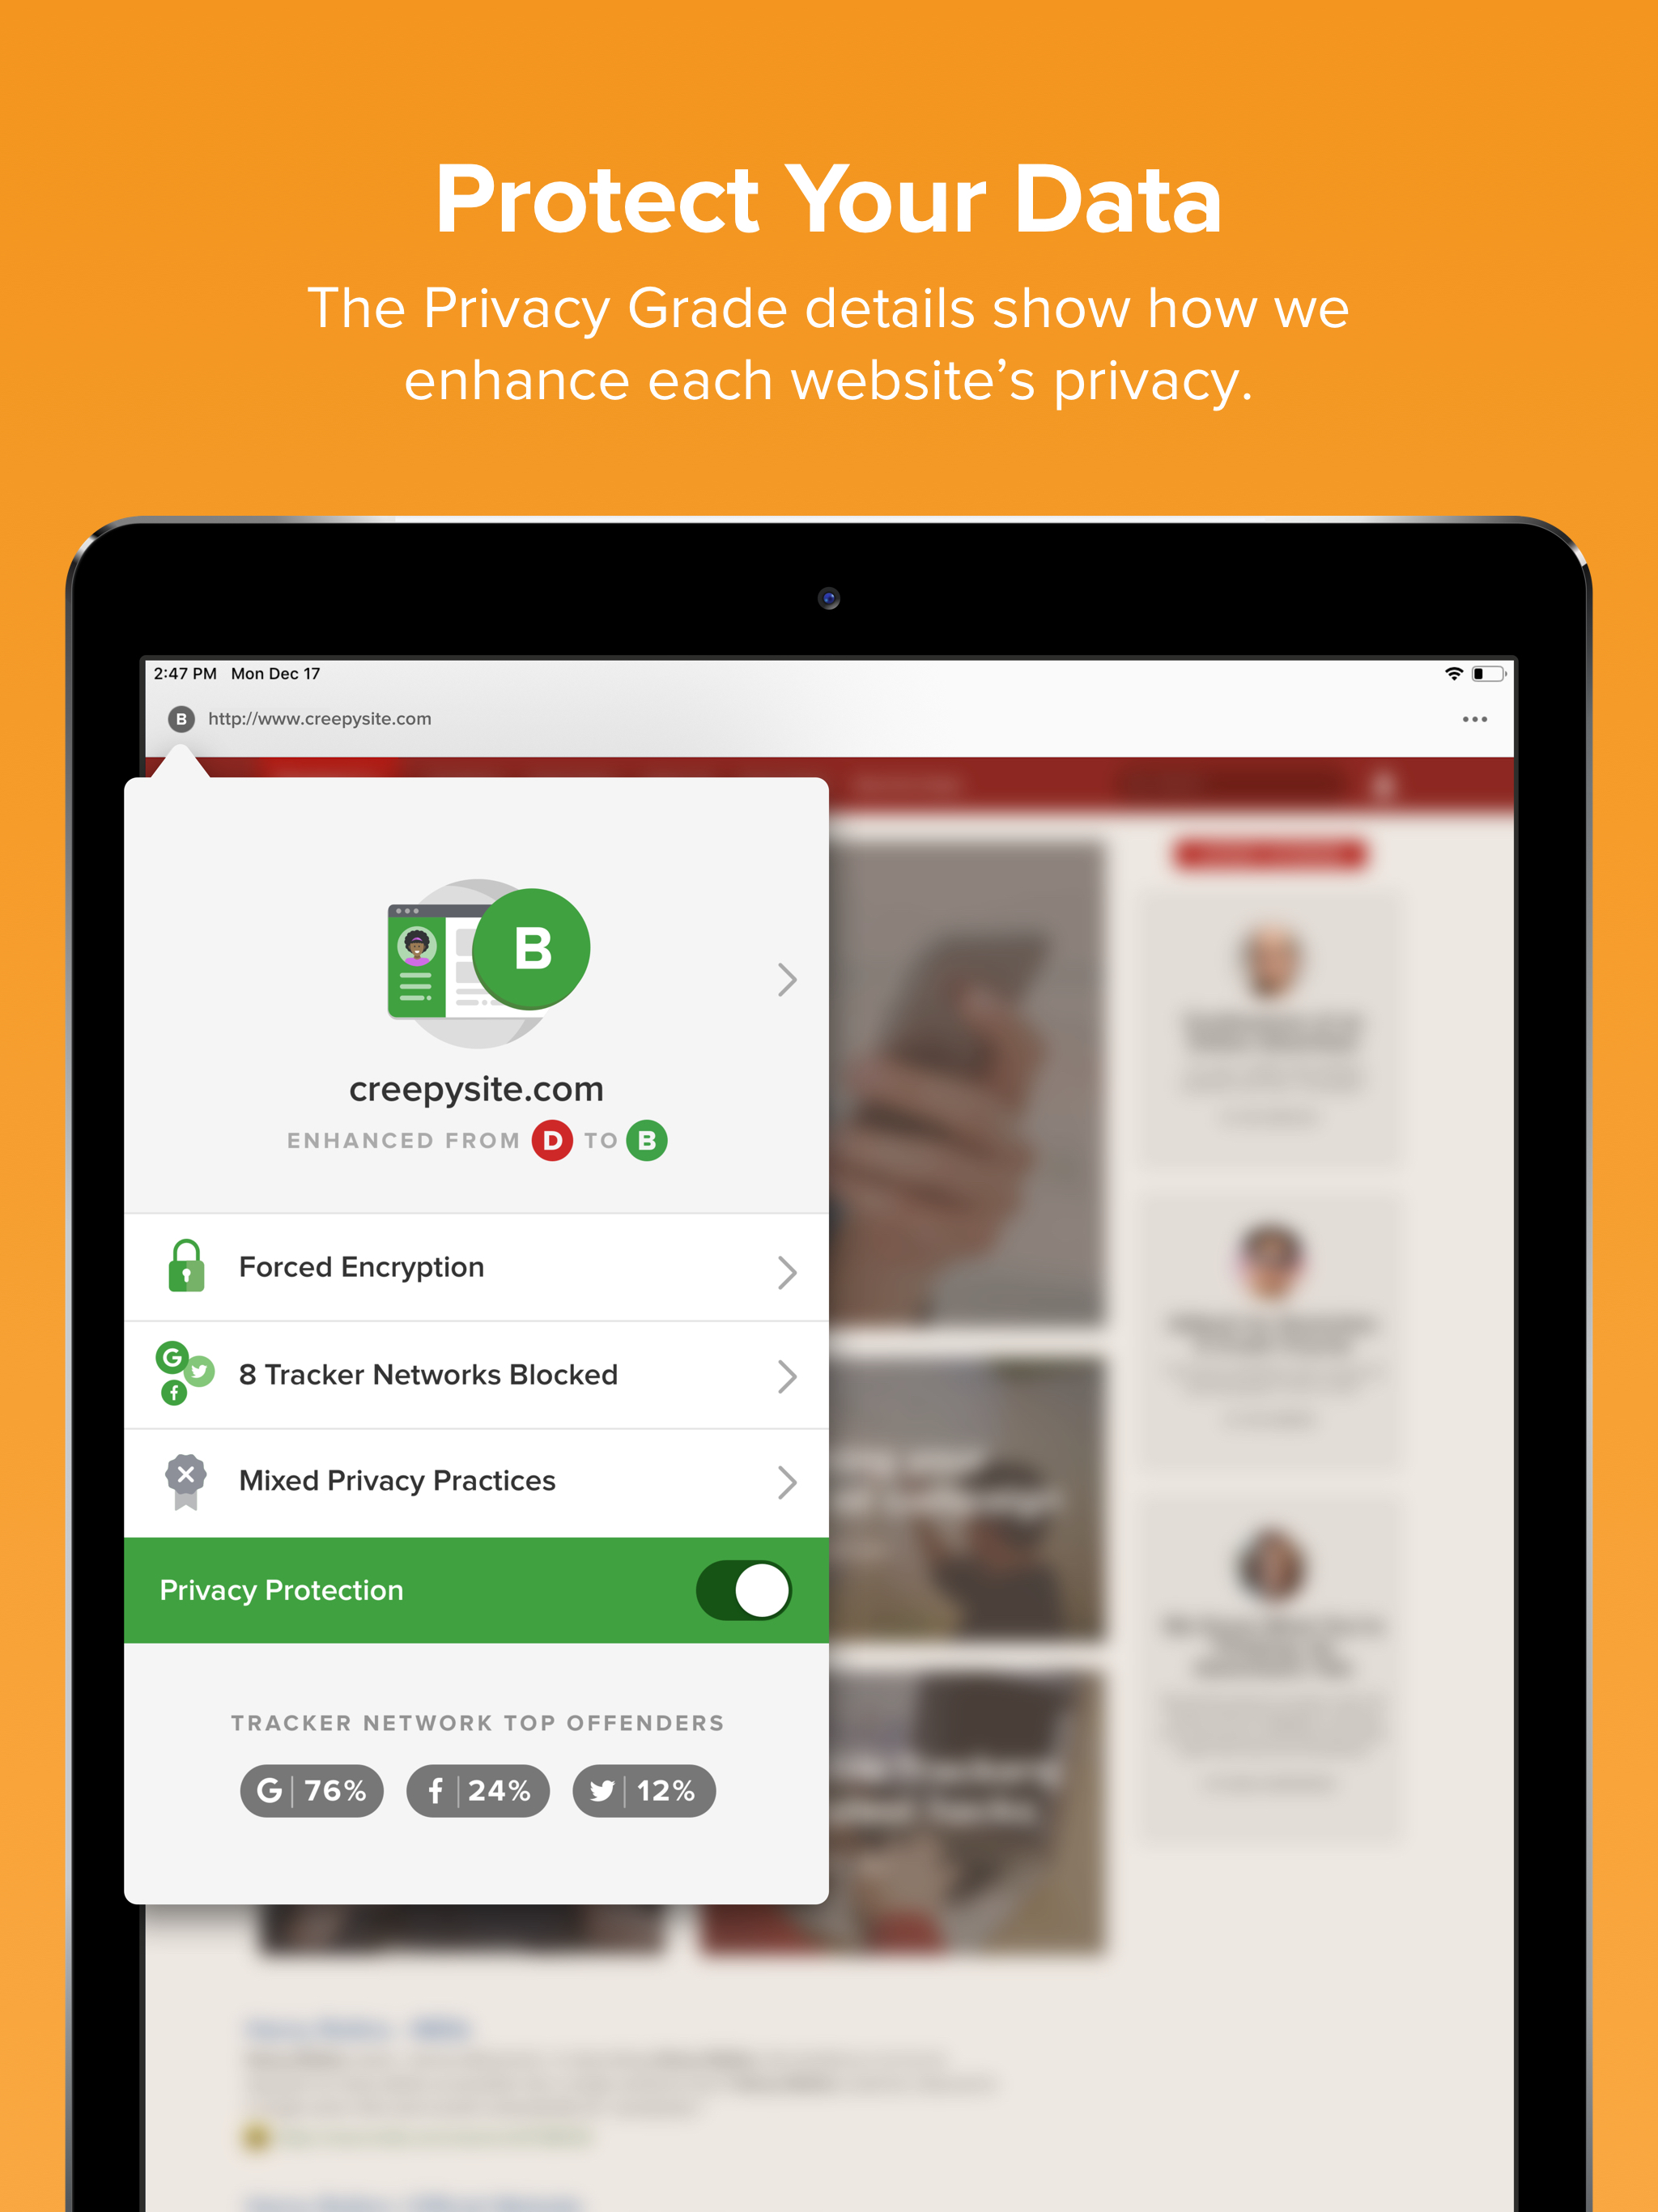 Protect Your Data
The Privacy Grade details show how we
enhance each website’s privacy.
2:47 PM Mon Dec 17
B http://www.creepysite.com
B
creepysite.com
ENHANCED FROM D TO B
Forced Encryption
8 Tracker Networks Blocked
Mixed Privacy Practices
Privacy Protection
TRACKER NETWORK TOP OFFENDERS
G 76% f 24% 12%